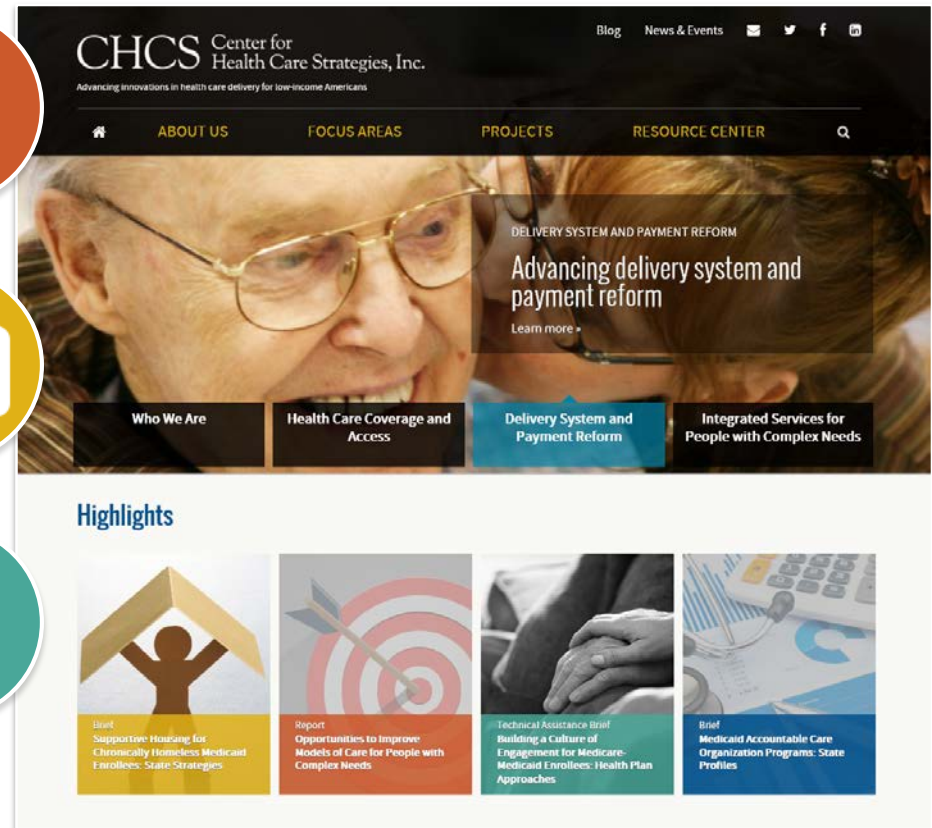 Blog News & Events
CHCS Center for
Health Care Strategies, Inc.
Advancing innovations in health care delivery for low-income Americans
ABOUT US FOCUS AREAS PROJECTS RESOURCE CENTER
DELIVERY SYSTEM AND PAYMENT REFORM
Advancing delivery system and
payment reform
Learn more »
Who We Are
Health Care Coverage and
Access
Delivery System and
Payment Reform
Integrated Services for
People with Complex Needs
Highlights
Brief
Supportive Housing for
Chronically Homeless Medicaid
Enrollees: State Strategies
Report
Opportunities to Improve
Models of Care for People with
Complex Needs
Technical Assistance Brief
Building a Culture of
Engagement for Medicare-
Medicaid Enrollees: Health Plan
Approaches
Brief
Medicaid Accountable Care
Organization Programs: State
Profiles